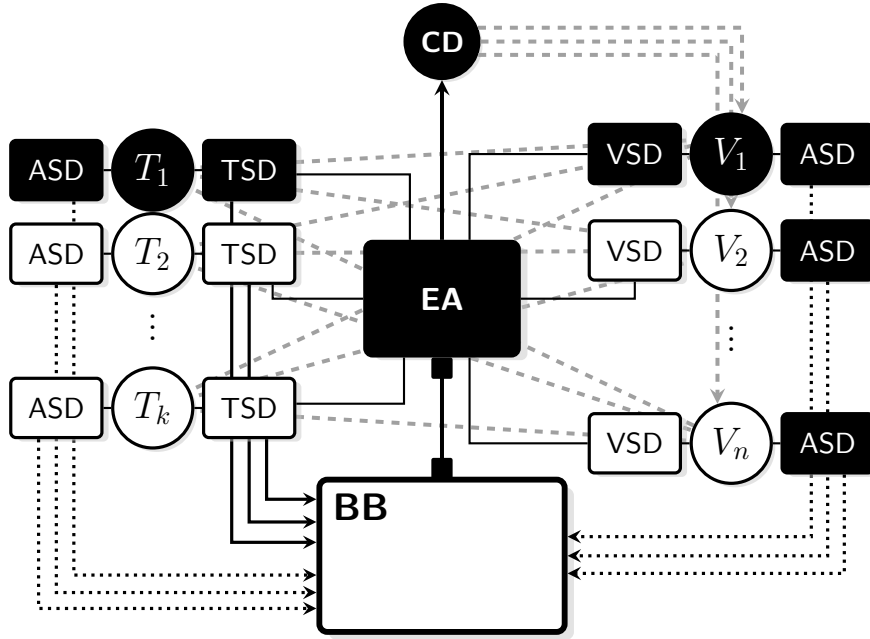 CD
ASD T₁ TSD VSD V₁ ASD
ASD T₂ TSD VSD V₂ ASD
EA
⋮ ⋮
ASD Tₖ TSD VSD Vₙ ASD
BB